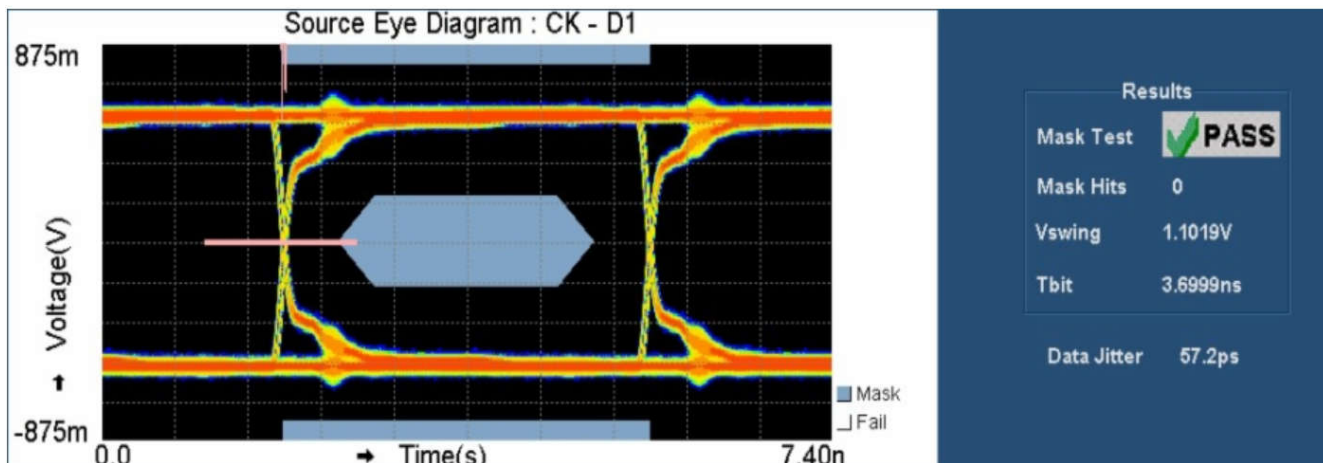 Source Eye Diagram : CK - D1
875m
Voltage(V)
-875m
0.0
Time(s)
7.40n
Mask
Fail
Results
Mask Test PASS
Mask Hits 0
Vswing 1.1019V
Tbit 3.6999ns
Data Jitter 57.2ps